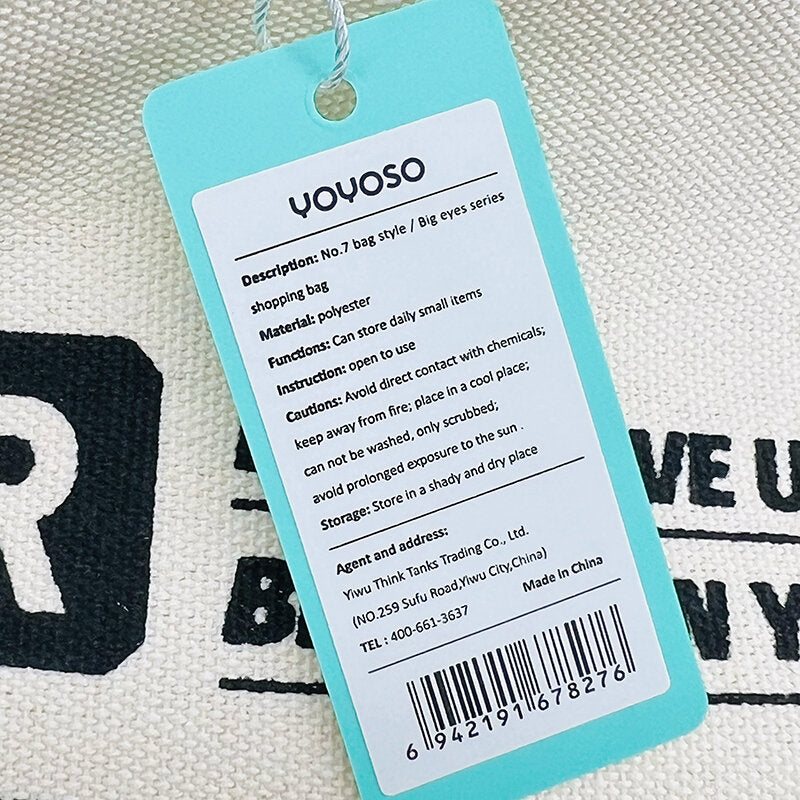 YOYOSO
Description: No.7 bag style / Big eyes series
shopping bag
Material: polyester
Functions: Can store daily small items
Instruction: open to use
Cautions: Avoid direct contact with chemicals;
keep away from fire; place in a cool place;
can not be washed, only scrubbed;
avoid prolonged exposure to the sun .
Storage: Store in a shady and dry place
Agent and address:
Yiwu Think Tanks Trading Co., Ltd.
(NO.259 Sufu Road,Yiwu City,China)
TEL : 400-661-3637
Made In China
6 942191 678276
R
VE U
B
N Y